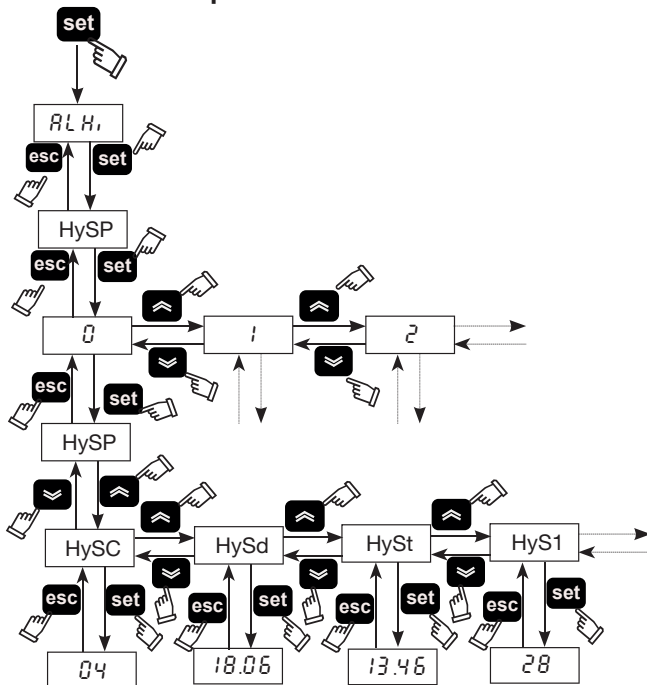 set
ALHi
esc set
HySP
esc set
0 1 2
esc set
HySP
HySC HySd HySt HyS1
esc set esc set esc set esc set
04 18.06 13.46 28